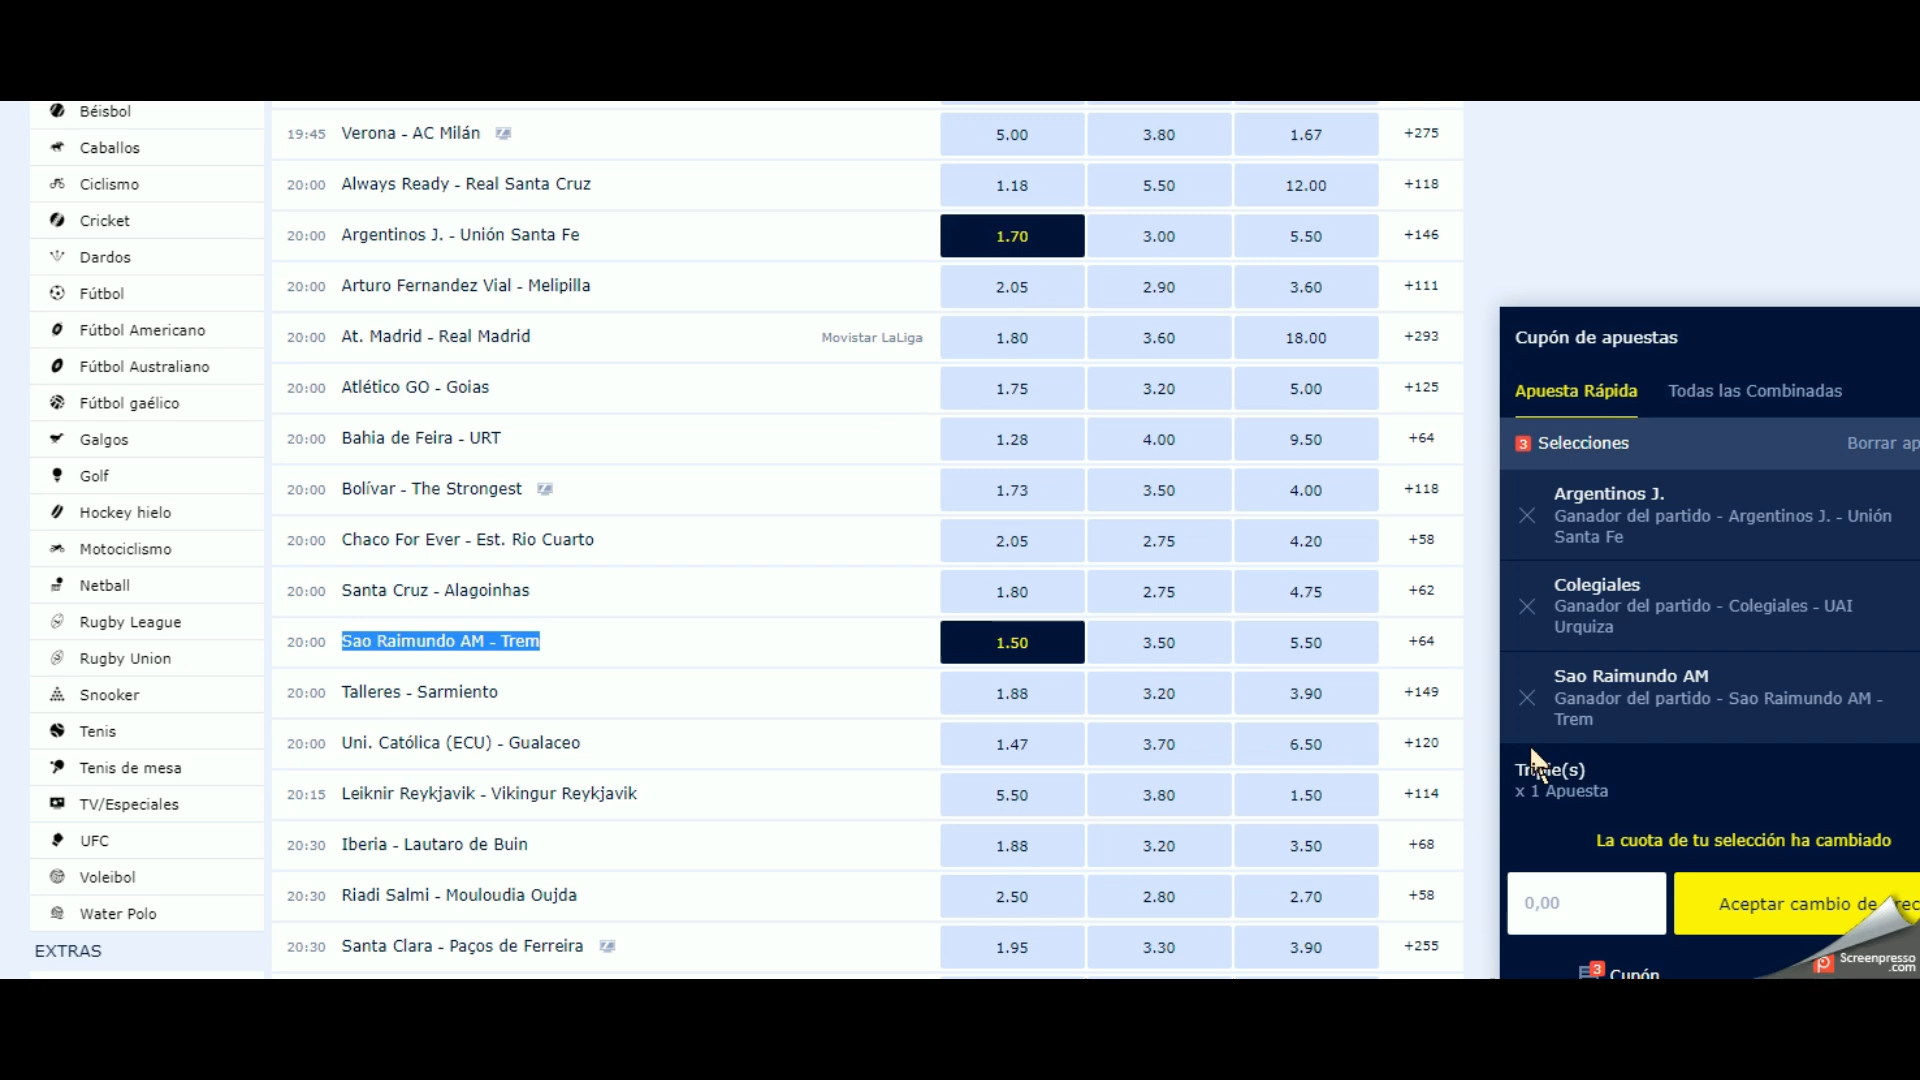 Béisbol
Caballos
Ciclismo
Cricket
Dardos
Fútbol
Fútbol Americano
Fútbol Australiano
Fútbol gaélico
Galgos
Golf
Hockey hielo
Motociclismo
Netball
Rugby League
Rugby Union
Snooker
Tenis
Tenis de mesa
TV/Especiales
UFC
Voleibol
Water Polo
EXTRAS
19:45 Verona - AC Milán 5.00 3.80 1.67 +275
20:00 Always Ready - Real Santa Cruz 1.18 5.50 12.00 +118
20:00 Argentinos J. - Unión Santa Fe 1.70 3.00 5.50 +146
20:00 Arturo Fernandez Vial - Melipilla 2.05 2.90 3.60 +111
20:00 At. Madrid - Real Madrid Movistar LaLiga 1.80 3.60 18.00 +293
20:00 Atlético GO - Goias 1.75 3.20 5.00 +125
20:00 Bahia de Feira - URT 1.28 4.00 9.50 +64
20:00 Bolívar - The Strongest 1.73 3.50 4.00 +118
20:00 Chaco For Ever - Est. Rio Cuarto 2.05 2.75 4.20 +58
20:00 Santa Cruz - Alagoinhas 1.80 2.75 4.75 +62
20:00 Sao Raimundo AM - Trem 1.50 3.50 5.50 +64
20:00 Talleres - Sarmiento 1.88 3.20 3.90 +149
20:00 Uni. Católica (ECU) - Gualaceo 1.47 3.70 6.50 +120
20:15 Leiknir Reykjavik - Vikingur Reykjavik 5.50 3.80 1.50 +114
20:30 Iberia - Lautaro de Buin 1.88 3.20 3.50 +68
20:30 Riadi Salmi - Mouloudia Oujda 2.50 2.80 2.70 +58
20:30 Santa Clara - Paços de Ferreira 1.95 3.30 3.90 +255
Cupón de apuestas
Apuesta Rápida Todas las Combinadas
3 Selecciones Borrar ap
Argentinos J.
Ganador del partido - Argentinos J. - Unión
Santa Fe
Colegiales
Ganador del partido - Colegiales - UAI
Urquiza
Sao Raimundo AM
Ganador del partido - Sao Raimundo AM -
Trem
Triple(s)
x 1 Apuesta
La cuota de tu selección ha cambiado
0,00 Aceptar cambio de
3 Cupón
Screenpresso
.com